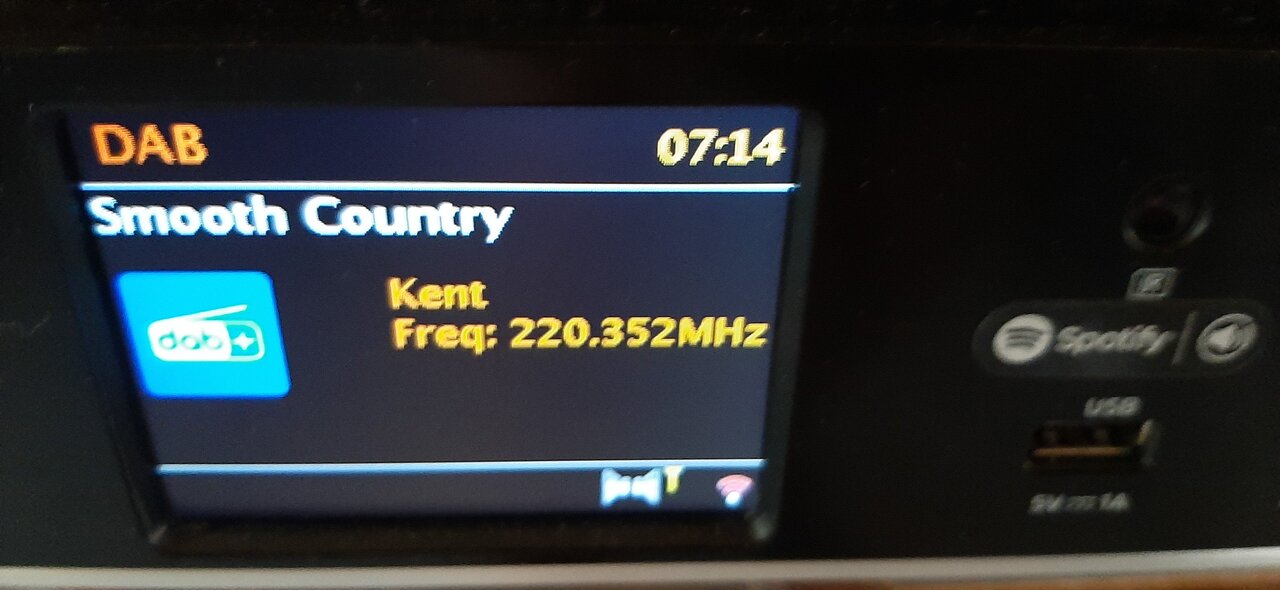 DAB 07:14
Smooth Country
dab+
Kent
Freq: 220.352MHz
Spotify
USB
5V 1A